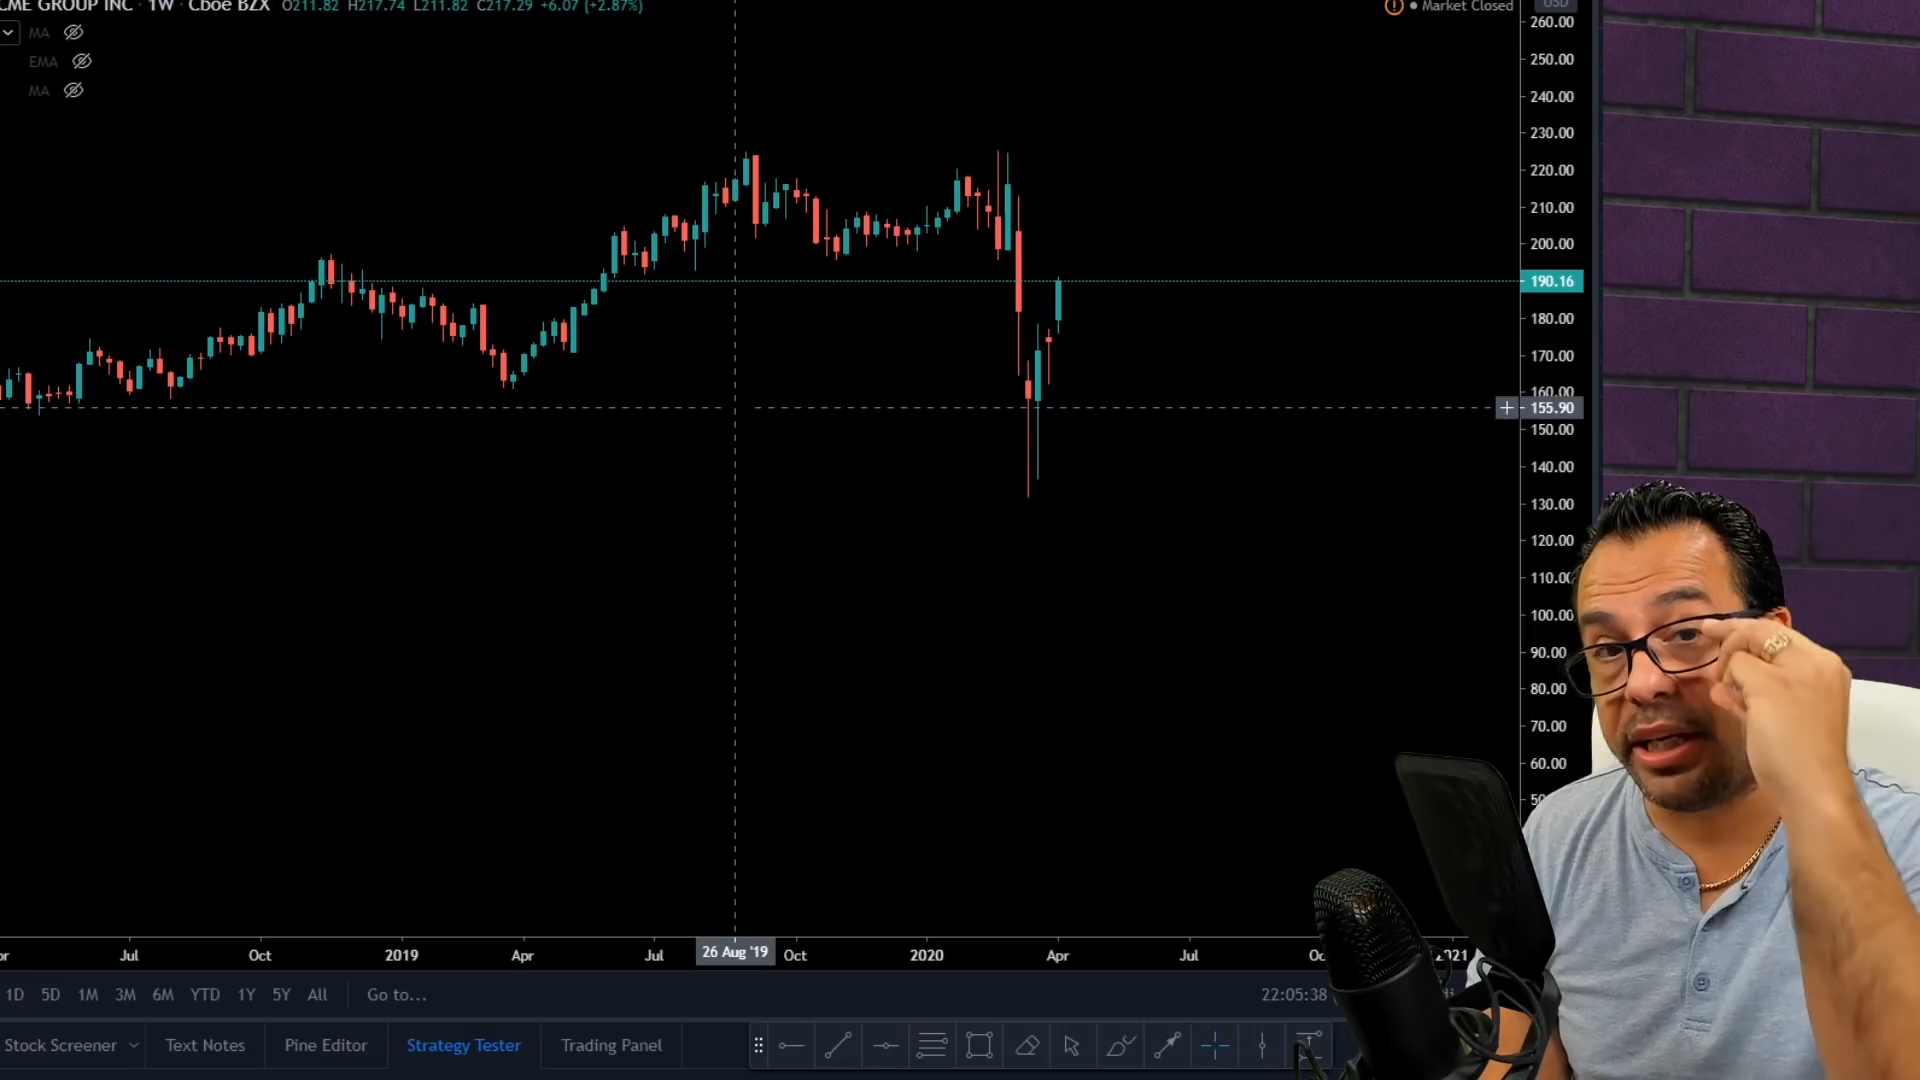 CME GROUP INC · 1W · Cboe BZX O211.82 H217.74 L211.82 C217.29 +6.07 (+2.87%)
Market Closed
USD
MA
EMA
MA
260.00
250.00
240.00
230.00
220.00
210.00
200.00
190.16
180.00
170.00
160.00
155.90
150.00
140.00
130.00
120.00
110.00
100.00
90.00
80.00
70.00
60.00
Jul Oct 2019 Apr Jul 26 Aug '19 Oct 2020 Apr Jul 2021
1D 5D 1M 3M 6M YTD 1Y 5Y All Go to... 22:05:38
Stock Screener Text Notes Pine Editor Strategy Tester Trading Panel